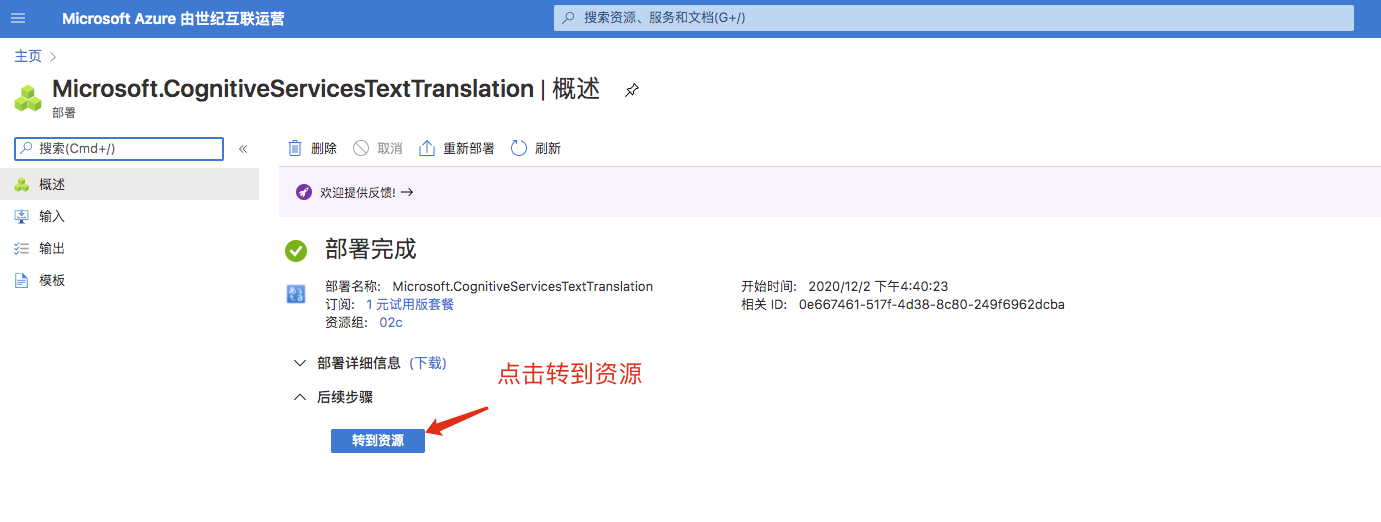 Microsoft Azure 由世纪互联运营
搜索资源、服务和文档(G+/)
主页
Microsoft.CognitiveServicesTextTranslation | 概述
部署
搜索(Cmd+/)
«
删除 取消 重新部署 刷新
概述
输入
输出
模板
欢迎提供反馈! →
部署完成
部署名称: Microsoft.CognitiveServicesTextTranslation
订阅: 1 元试用版套餐
资源组: 02c
开始时间: 2020/12/2 下午4:40:23
相关 ID: 0e667461-517f-4d38-8c80-249f6962dcba
部署详细信息 (下载)
点击转到资源
后续步骤
转到资源